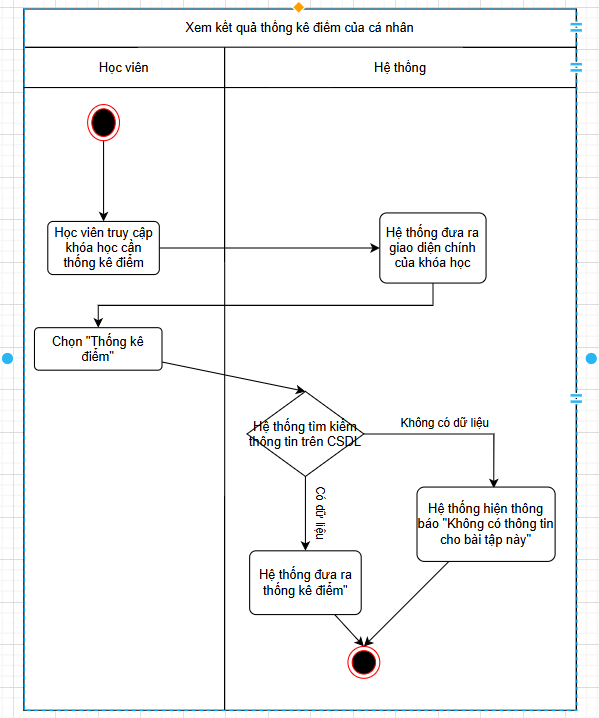 Xem kết quả thống kê điểm của cá nhân
Học viên
Hệ thống
Học viên truy cập
khóa học cần
thống kê điểm
Hệ thống đưa ra
giao diện chính
của khóa học
Chọn "Thống kê
điểm"
Hệ thống tìm kiếm
thông tin trên CSDL
Không có dữ liệu
Có dữ liệu
Hệ thống hiện thông
báo "Không có thông tin
cho bài tập này"
Hệ thống đưa ra
thống kê điểm"